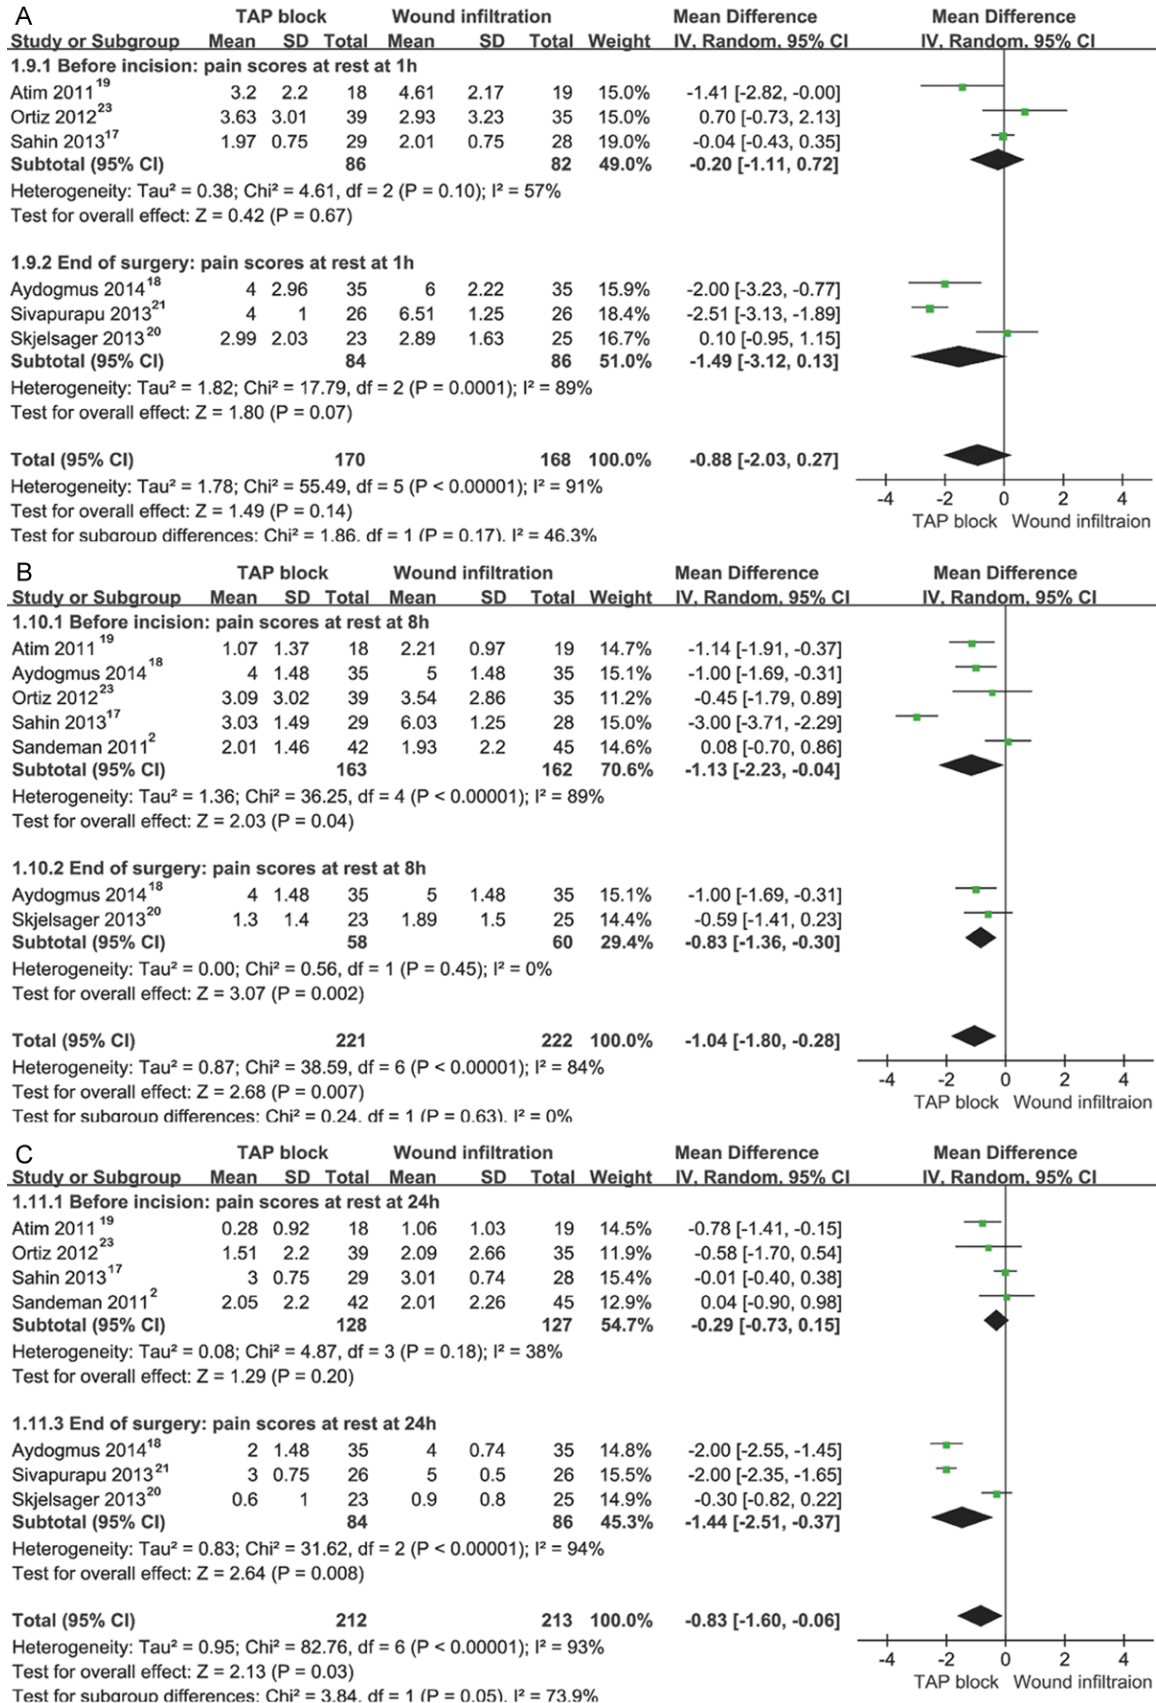 A
TAP block Wound infiltration Mean Difference Mean Difference
Study or Subgroup Mean SD Total Mean SD Total Weight IV, Random, 95% CI IV, Random, 95% CI
1.9.1 Before incision: pain scores at rest at 1h
Atim 2011 19 3.2 2.2 18 4.61 2.17 19 15.0% -1.41 [-2.82, -0.00]
Ortiz 2012 23 3.63 3.01 39 2.93 3.23 35 15.0% 0.70 [-0.73, 2.13]
Sahin 2013 17 1.97 0.75 29 2.01 0.75 28 19.0% -0.04 [-0.43, 0.35]
Subtotal (95% CI) 86 82 49.0% -0.20 [-1.11, 0.72]
Heterogeneity: Tau² = 0.38; Chi² = 4.61, df = 2 (P = 0.10); I² = 57%
Test for overall effect: Z = 0.42 (P = 0.67)
1.9.2 End of surgery: pain scores at rest at 1h
Aydogmus 2014 18 4 2.96 35 6 2.22 35 15.9% -2.00 [-3.23, -0.77]
Sivapurapu 2013 21 4 1 26 6.51 1.25 26 18.4% -2.51 [-3.13, -1.89]
Skjelsager 2013 20 2.99 2.03 23 2.89 1.63 25 16.7% 0.10 [-0.95, 1.15]
Subtotal (95% CI) 84 86 51.0% -1.49 [-3.12, 0.13]
Heterogeneity: Tau² = 1.82; Chi² = 17.79, df = 2 (P = 0.0001); I² = 89%
Test for overall effect: Z = 1.80 (P = 0.07)
Total (95% CI) 170 168 100.0% -0.88 [-2.03, 0.27]
Heterogeneity: Tau² = 1.78; Chi² = 55.49, df = 5 (P < 0.00001); I² = 91%
Test for overall effect: Z = 1.49 (P = 0.14)
Test for subgroup differences: Chi² = 1.86, df = 1 (P = 0.17), I² = 46.3%
-4 -2 0 2 4
TAP block Wound infiltraion
B
TAP block Wound infiltration Mean Difference Mean Difference
Study or Subgroup Mean SD Total Mean SD Total Weight IV, Random, 95% CI IV, Random, 95% CI
1.10.1 Before incision: pain scores at rest at 8h
Atim 2011 19 1.07 1.37 18 2.21 0.97 19 14.7% -1.14 [-1.91, -0.37]
Aydogmus 2014 18 4 1.48 35 5 1.48 35 15.1% -1.00 [-1.69, -0.31]
Ortiz 2012 23 3.09 3.02 39 3.54 2.86 35 11.2% -0.45 [-1.79, 0.89]
Sahin 2013 17 3.03 1.49 29 6.03 1.25 28 15.0% -3.00 [-3.71, -2.29]
Sandeman 2011 2 2.01 1.46 42 1.93 2.2 45 14.6% 0.08 [-0.70, 0.86]
Subtotal (95% CI) 163 162 70.6% -1.13 [-2.23, -0.04]
Heterogeneity: Tau² = 1.36; Chi² = 36.25, df = 4 (P < 0.00001); I² = 89%
Test for overall effect: Z = 2.03 (P = 0.04)
1.10.2 End of surgery: pain scores at rest at 8h
Aydogmus 2014 18 4 1.48 35 5 1.48 35 15.1% -1.00 [-1.69, -0.31]
Skjelsager 2013 20 1.3 1.4 23 1.89 1.5 25 14.4% -0.59 [-1.41, 0.23]
Subtotal (95% CI) 58 60 29.4% -0.83 [-1.36, -0.30]
Heterogeneity: Tau² = 0.00; Chi² = 0.56, df = 1 (P = 0.45); I² = 0%
Test for overall effect: Z = 3.07 (P = 0.002)
Total (95% CI) 221 222 100.0% -1.04 [-1.80, -0.28]
Heterogeneity: Tau² = 0.87; Chi² = 38.59, df = 6 (P < 0.00001); I² = 84%
Test for overall effect: Z = 2.68 (P = 0.007)
Test for subgroup differences: Chi² = 0.24, df = 1 (P = 0.63), I² = 0%
-4 -2 0 2 4
TAP block Wound infiltraion
C
TAP block Wound infiltration Mean Difference Mean Difference
Study or Subgroup Mean SD Total Mean SD Total Weight IV, Random, 95% CI IV, Random, 95% CI
1.11.1 Before incision: pain scores at rest at 24h
Atim 2011 19 0.28 0.92 18 1.06 1.03 19 14.5% -0.78 [-1.41, -0.15]
Ortiz 2012 23 1.51 2.2 39 2.09 2.66 35 11.9% -0.58 [-1.70, 0.54]
Sahin 2013 17 3 0.75 29 3.01 0.74 28 15.4% -0.01 [-0.40, 0.38]
Sandeman 2011 2 2.05 2.2 42 2.01 2.26 45 12.9% 0.04 [-0.90, 0.98]
Subtotal (95% CI) 128 127 54.7% -0.29 [-0.73, 0.15]
Heterogeneity: Tau² = 0.08; Chi² = 4.87, df = 3 (P = 0.18); I² = 38%
Test for overall effect: Z = 1.29 (P = 0.20)
1.11.3 End of surgery: pain scores at rest at 24h
Aydogmus 2014 18 2 1.48 35 4 0.74 35 14.8% -2.00 [-2.55, -1.45]
Sivapurapu 2013 21 3 0.75 26 5 0.5 26 15.5% -2.00 [-2.35, -1.65]
Skjelsager 2013 20 0.6 1 23 0.9 0.8 25 14.9% -0.30 [-0.82, 0.22]
Subtotal (95% CI) 84 86 45.3% -1.44 [-2.51, -0.37]
Heterogeneity: Tau² = 0.83; Chi² = 31.62, df = 2 (P < 0.00001); I² = 94%
Test for overall effect: Z = 2.64 (P = 0.008)
Total (95% CI) 212 213 100.0% -0.83 [-1.60, -0.06]
Heterogeneity: Tau² = 0.95; Chi² = 82.76, df = 6 (P < 0.00001); I² = 93%
Test for overall effect: Z = 2.13 (P = 0.03)
Test for subgroup differences: Chi² = 3.84, df = 1 (P = 0.05), I² = 73.9%
-4 -2 0 2 4
TAP block Wound infiltraion